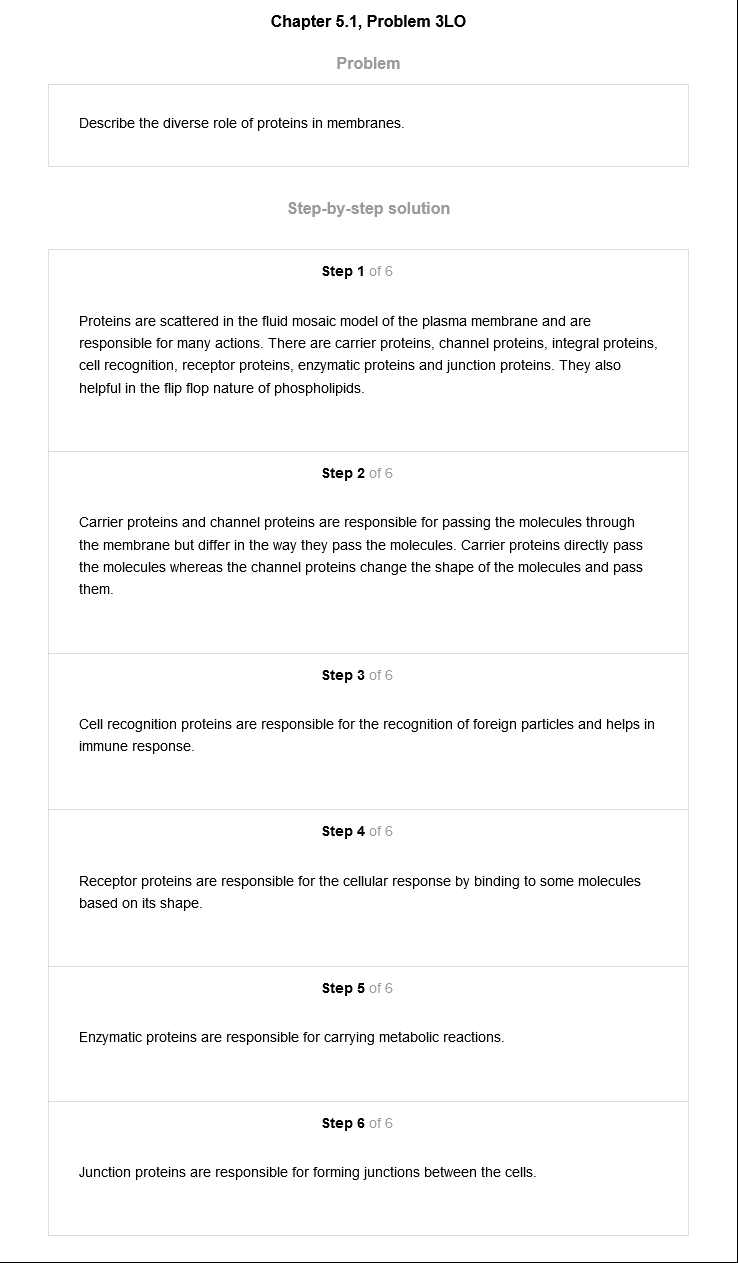 Chapter 5.1, Problem 3LO
Problem
Describe the diverse role of proteins in membranes.
Step-by-step solution
Step 1 of 6
Proteins are scattered in the fluid mosaic model of the plasma membrane and are
responsible for many actions. There are carrier proteins, channel proteins, integral proteins,
cell recognition, receptor proteins, enzymatic proteins and junction proteins. They also
helpful in the flip flop nature of phospholipids.
Step 2 of 6
Carrier proteins and channel proteins are responsible for passing the molecules through
the membrane but differ in the way they pass the molecules. Carrier proteins directly pass
the molecules whereas the channel proteins change the shape of the molecules and pass
them.
Step 3 of 6
Cell recognition proteins are responsible for the recognition of foreign particles and helps in
immune response.
Step 4 of 6
Receptor proteins are responsible for the cellular response by binding to some molecules
based on its shape.
Step 5 of 6
Enzymatic proteins are responsible for carrying metabolic reactions.
Step 6 of 6
Junction proteins are responsible for forming junctions between the cells.